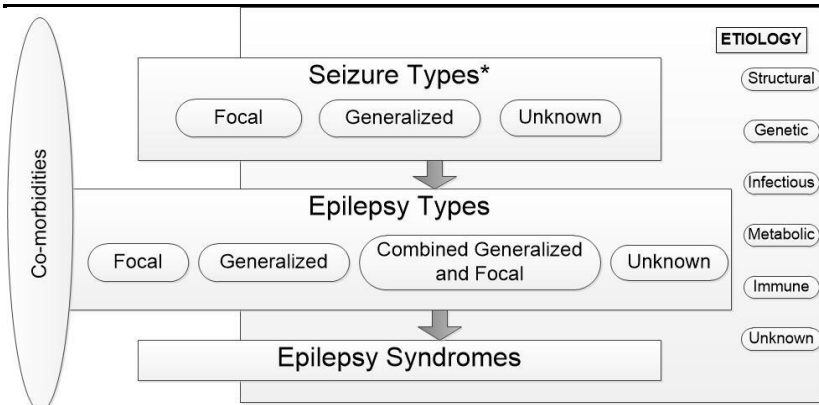 Co-morbidities
Seizure Types*
Focal
Generalized
Unknown
Epilepsy Types
Focal
Generalized
Combined Generalized
and Focal
Unknown
Epilepsy Syndromes
ETIOLOGY
Structural
Genetic
Infectious
Metabolic
Immune
Unknown